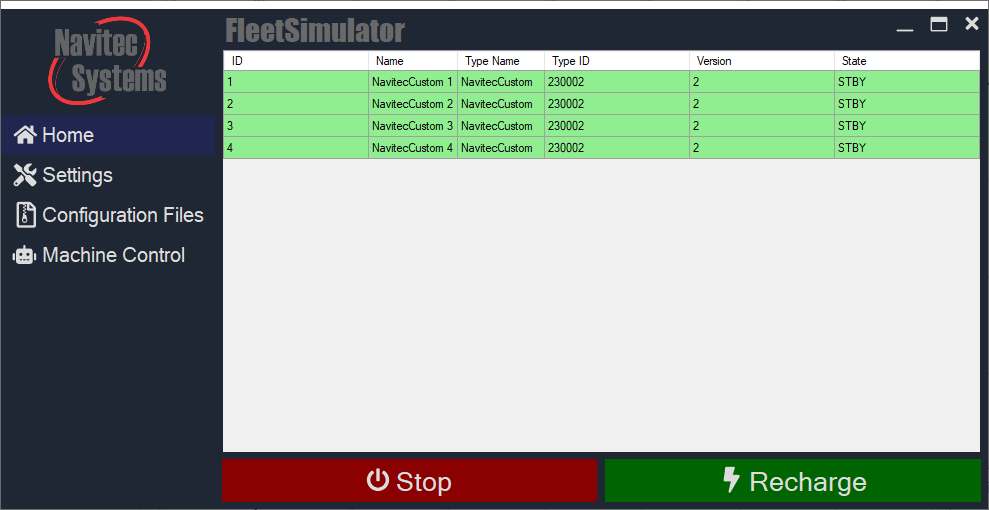 Navitec
Systems
FleetSimulator
Home
Settings
Configuration Files
Machine Control
ID Name Type Name Type ID Version State
1 NavitecCustom 1 NavitecCustom 230002 2 STBY
2 NavitecCustom 2 NavitecCustom 230002 2 STBY
3 NavitecCustom 3 NavitecCustom 230002 2 STBY
4 NavitecCustom 4 NavitecCustom 230002 2 STBY
Stop
Recharge